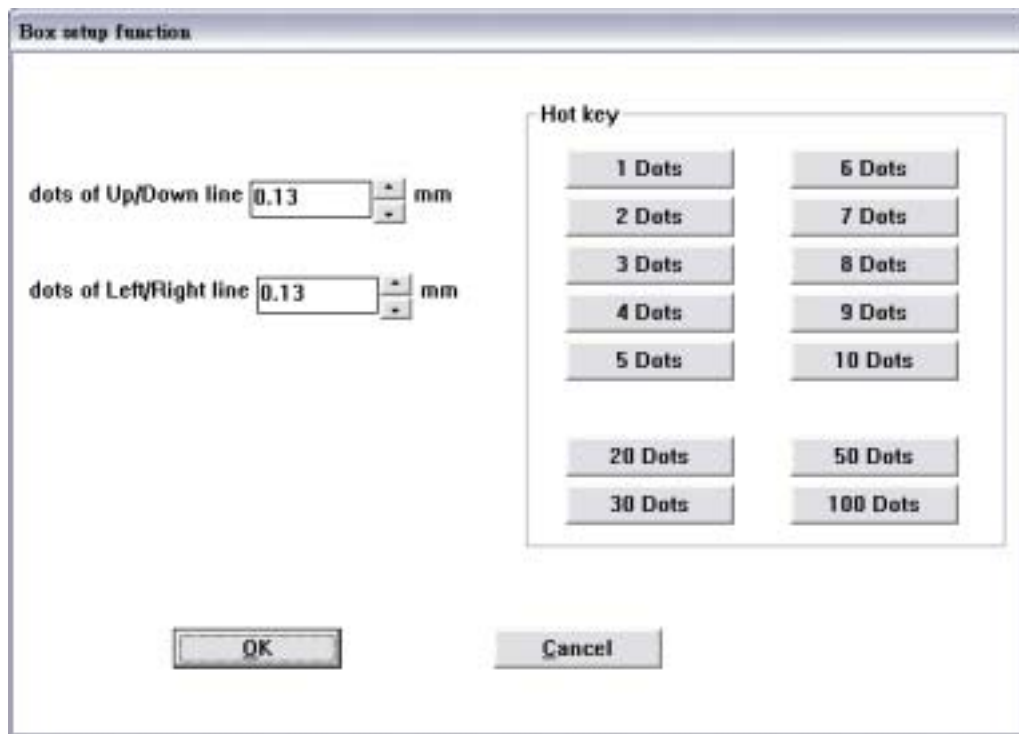 Box setup function
dots of Up/Down line 0.13 mm
dots of Left/Right line 0.13 mm
Hot key
1 Dots
6 Dots
2 Dots
7 Dots
3 Dots
8 Dots
4 Dots
9 Dots
5 Dots
10 Dots
20 Dots
50 Dots
30 Dots
100 Dots
OK
Cancel